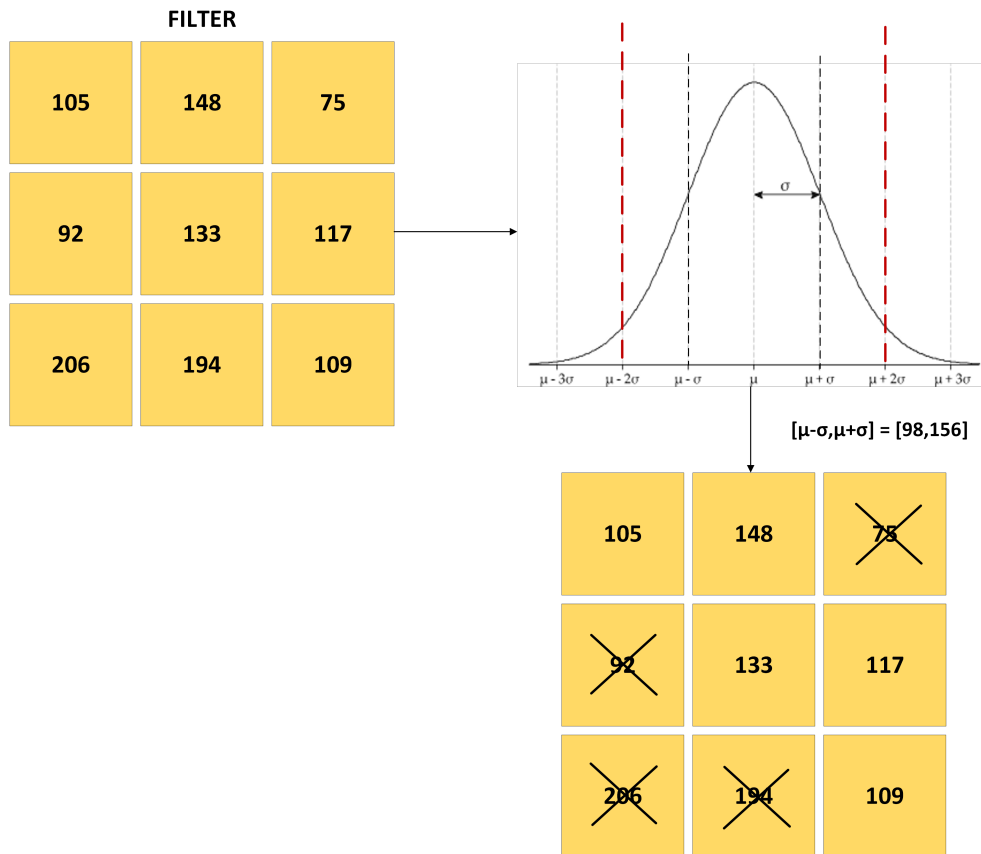 FILTER
105 148 75
92 133 117
206 194 109
σ
μ - 3σ μ - 2σ μ - σ μ μ + σ μ + 2σ μ + 3σ
[μ-σ,μ+σ] = [98,156]
105 148 75
92 133 117
206 194 109